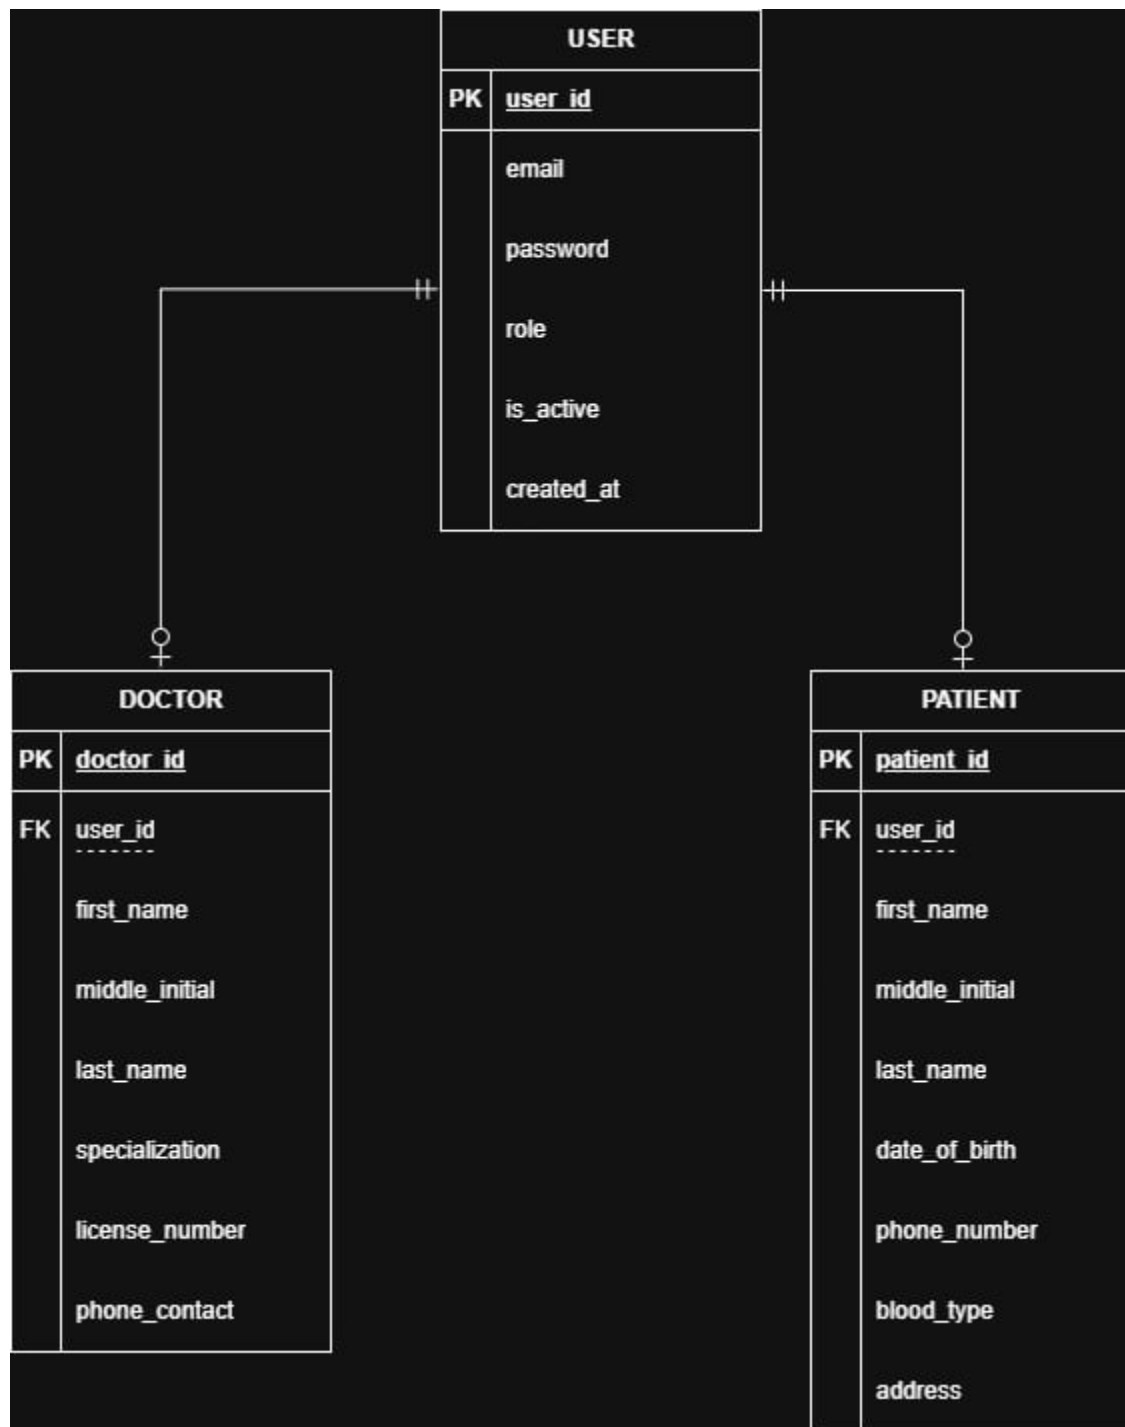 USER
PK user_id
email
password
role
is_active
created_at
DOCTOR
PK doctor_id
FK user_id
first_name
middle_initial
last_name
specialization
license_number
phone_contact
PATIENT
PK patient_id
FK user_id
first_name
middle_initial
last_name
date_of_birth
phone_number
blood_type
address